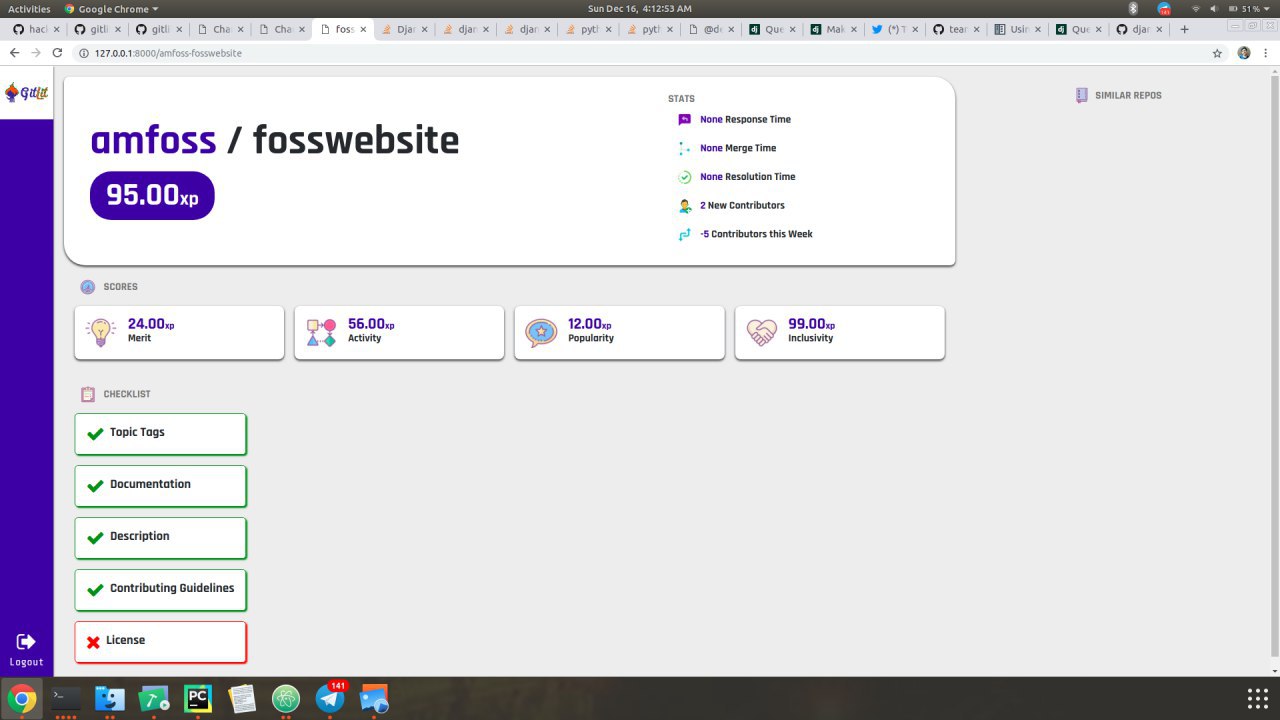 Activities
Google Chrome
Sun Dec 16, 4:12:53 AM
141
51%
hacl
gitli
gitli
Cha
Cha
foss
Djan
djan
djan
pyth
pyth
@de
Que
Mak
(*) T
tear
Usin
Que
djar
127.0.0.1:8000/amfoss-fosswebsite
GitLit
amfoss / fosswebsite
95.00xp
STATS
None Response Time
None Merge Time
None Resolution Time
2 New Contributors
-5 Contributors this Week
SIMILAR REPOS
SCORES
24.00xp
Merit
56.00xp
Activity
12.00xp
Popularity
99.00xp
Inclusivity
CHECKLIST
Topic Tags
Documentation
Description
Contributing Guidelines
License
Logout
PC
141